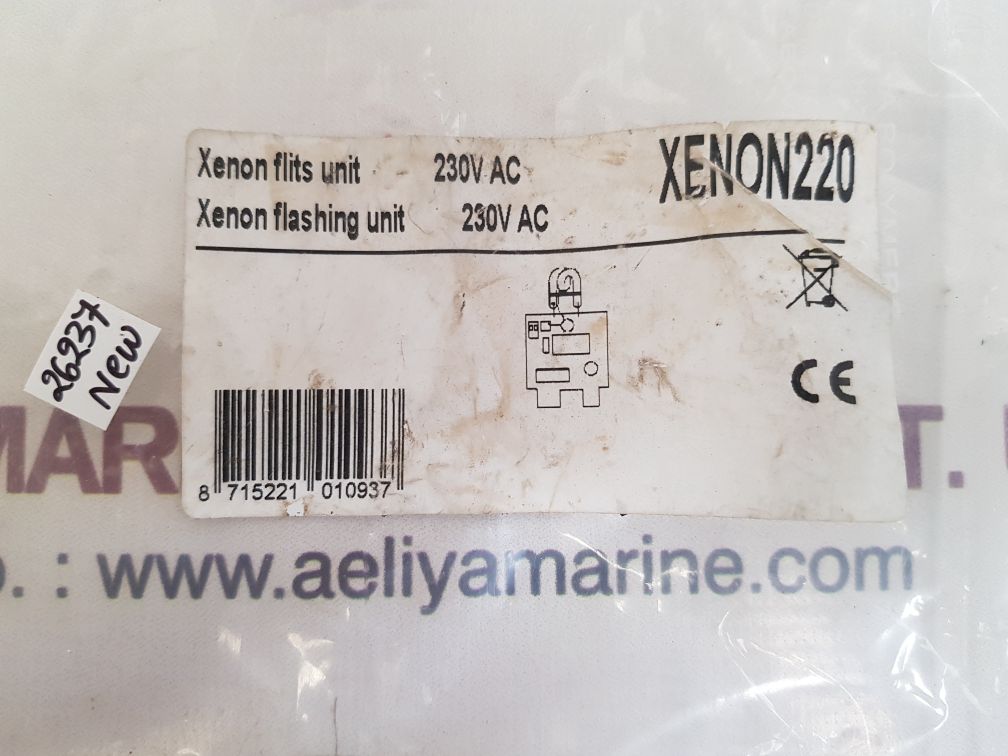 Xenon flits unit 230V AC XENON220
Xenon flashing unit 230V AC
26237
New
CE
8 715221 010937
MAR T.
. : www.aeliyamarine.com